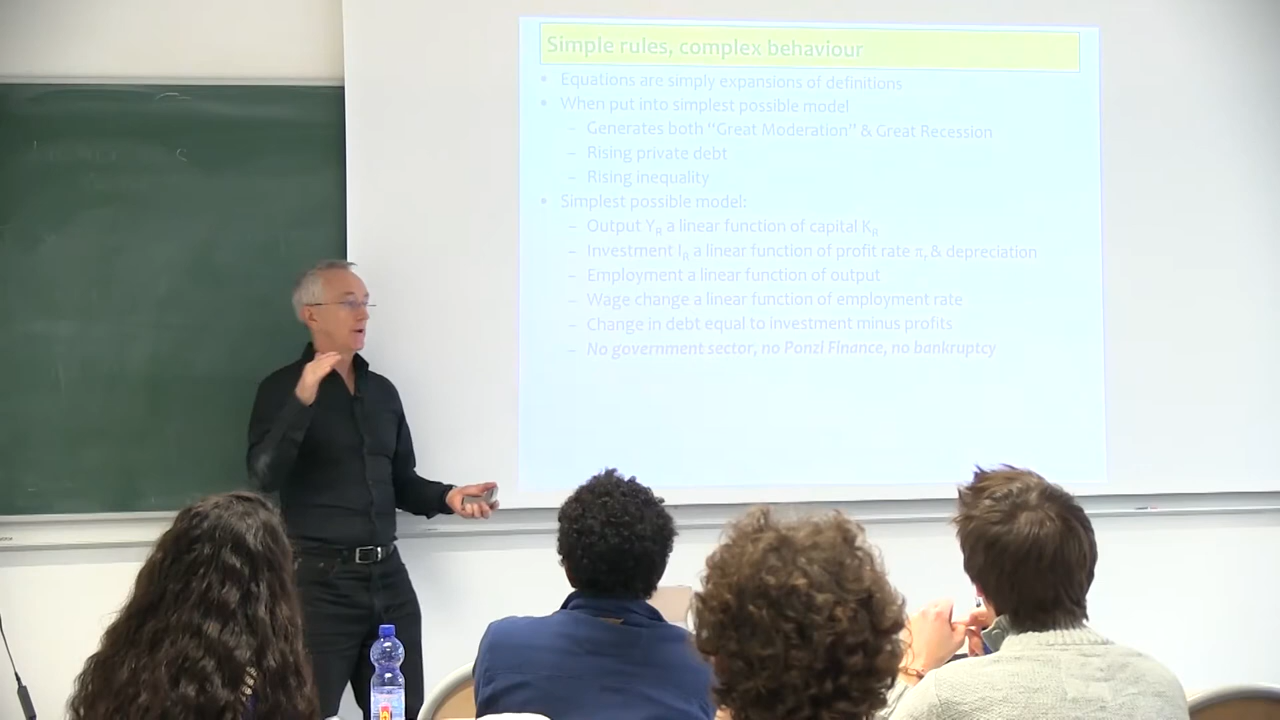 Simple rules, complex behaviour
• Equations are simply expansions of definitions
• When put into simplest possible model
– Generates both “Great Moderation” & Great Recession
– Rising private debt
– Rising inequality
• Simplest possible model:
– Output YR a linear function of capital KR
– Investment IR a linear function of profit rate πr & depreciation
– Employment a linear function of output
– Wage change a linear function of employment rate
– Change in debt equal to investment minus profits
– No government sector, no Ponzi Finance, no bankruptcy